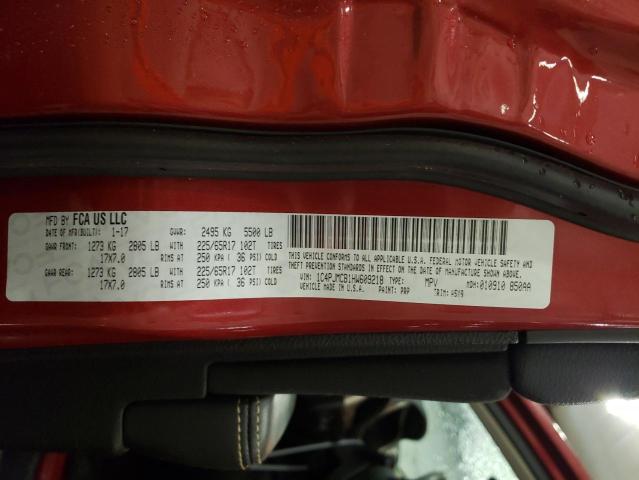 MFD BY FCA US LLC
DATE OF MFR(BUILT): 1-17 GVWR: 2495 KG 5500 LB
GAWR FRONT: 1273 KG 2805 LB WITH 225/65R17 102T TIRES
17X7.0 RIMS AT 250 KPA ( 36 PSI) COLD
GAWR REAR: 1273 KG 2805 LB WITH 225/65R17 102T TIRES
17X7.0 RIMS AT 250 KPA ( 36 PSI) COLD
THIS VEHICLE CONFORMS TO ALL APPLICABLE U.S.A. FEDERAL MOTOR VEHICLE SAFETY AND
THEFT PREVENTION STANDARDS IN EFFECT ON THE DATE OF MANUFACTURE SHOWN ABOVE.
VIN: 1C4PJMCB1HW609218 TYPE: MPV MDH: 010910 850AA
VEHICLE MADE IN U.S.A. PAINT: PRP TRIM: A5X9